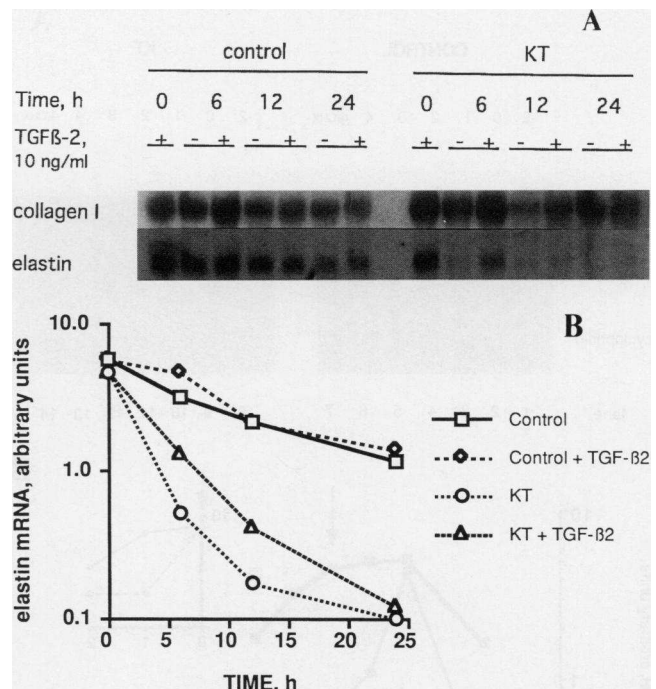 A
control KT
Time, h 0 6 12 24 0 6 12 24
TGFß-2, + - + - + - + + - + - + - +
10 ng/ml
collagen I
elastin
B
elastin mRNA, arbitrary units
10.0
1.0
0.1
0 5 10 15 20 25
TIME, h
Control
Control + TGF-ß2
KT
KT + TGF-ß2